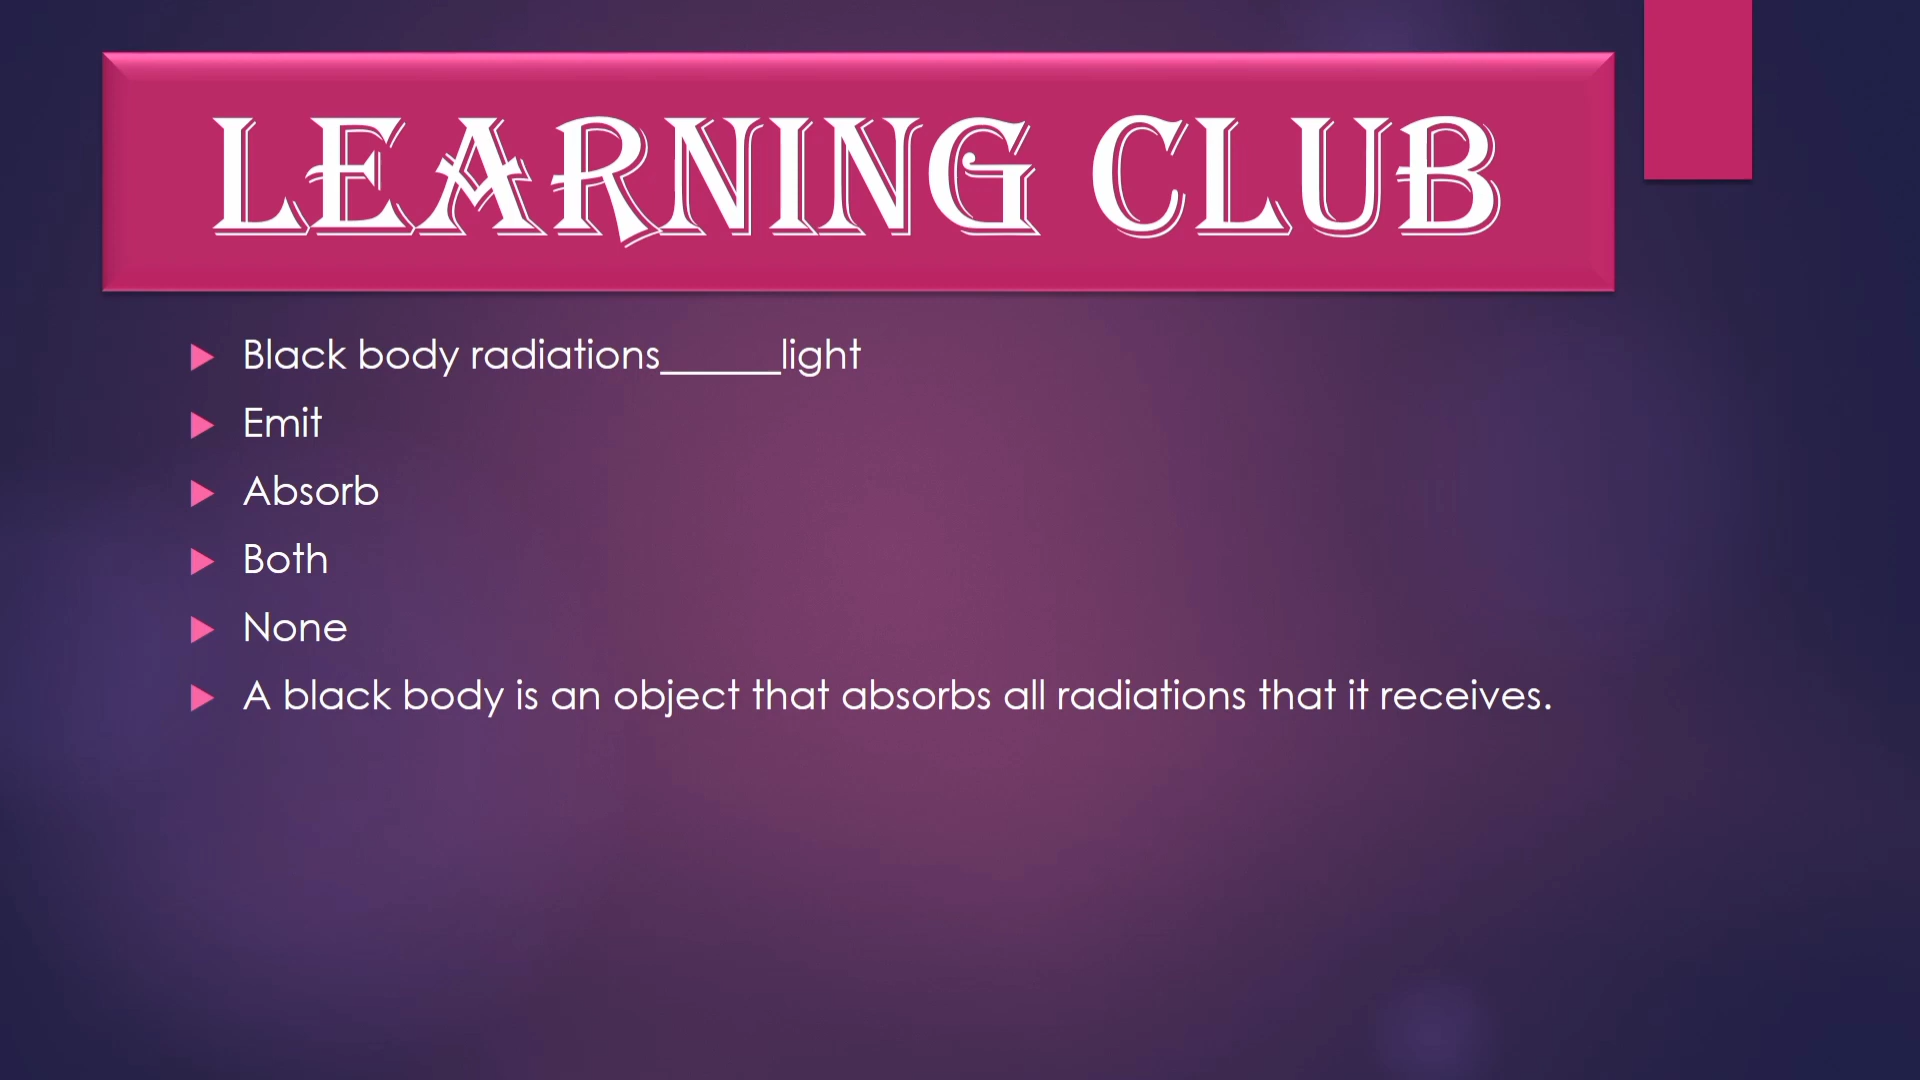 LEARNING CLUB
Black body radiations______light
Emit
Absorb
Both
None
A black body is an object that absorbs all radiations that it receives.